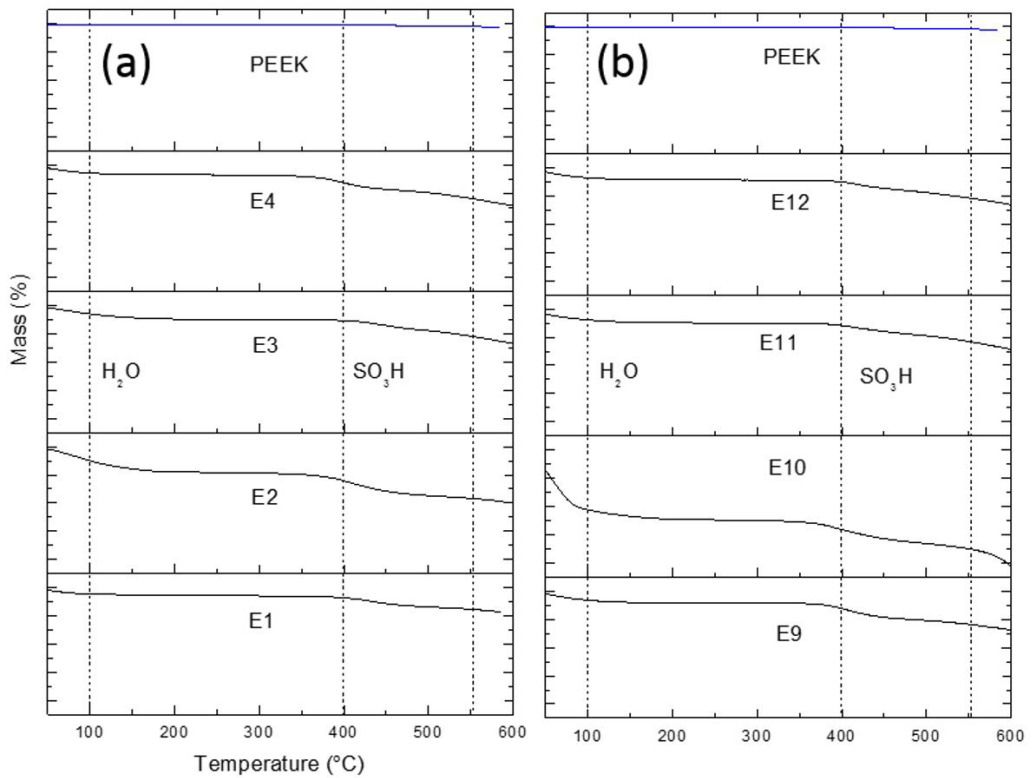 (a)
PEEK
E4
E3
H₂O
SO₃H
E2
E1
Mass (%)
100 200 300 400 500 600
Temperature (°C)
(b)
PEEK
E12
E11
H₂O
SO₃H
E10
E9
100 200 300 400 500 600